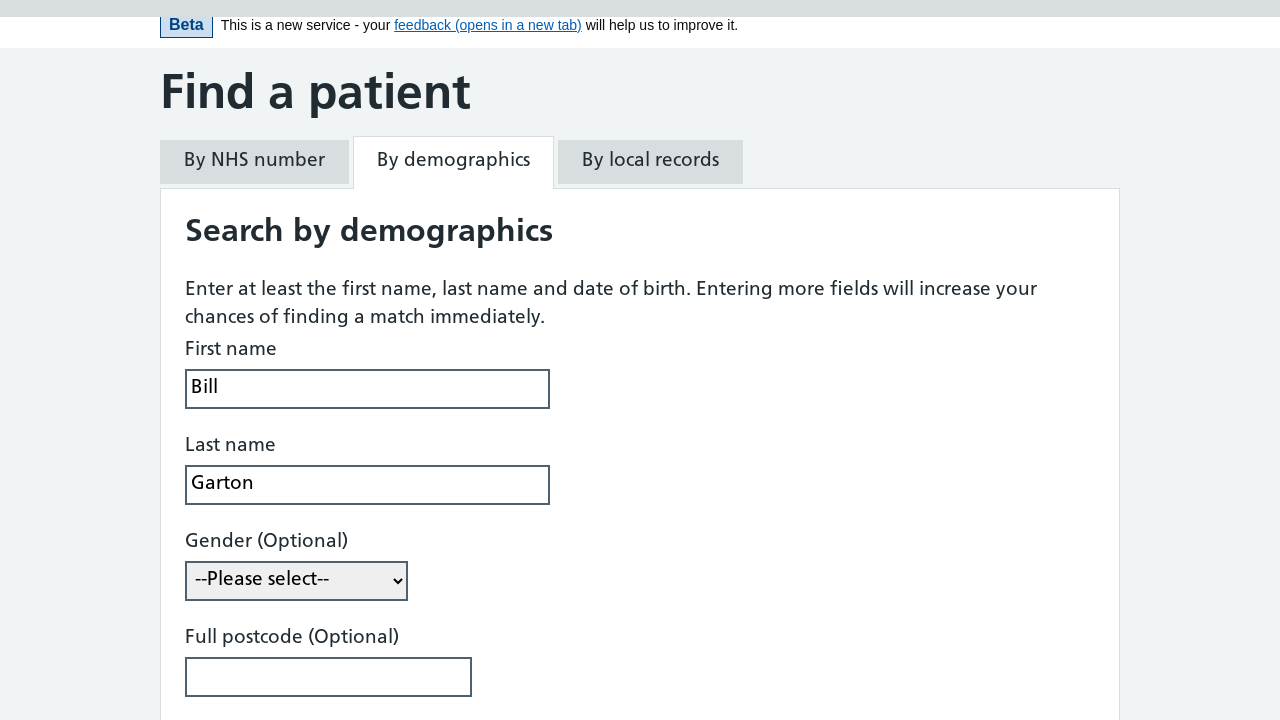 Beta This is a new service - your feedback (opens in a new tab) will help us to improve it.
Find a patient
By NHS number By demographics By local records
Search by demographics
Enter at least the first name, last name and date of birth. Entering more fields will increase your
chances of finding a match immediately.
First name
Bill
Last name
Garton
Gender (Optional)
--Please select--
Full postcode (Optional)